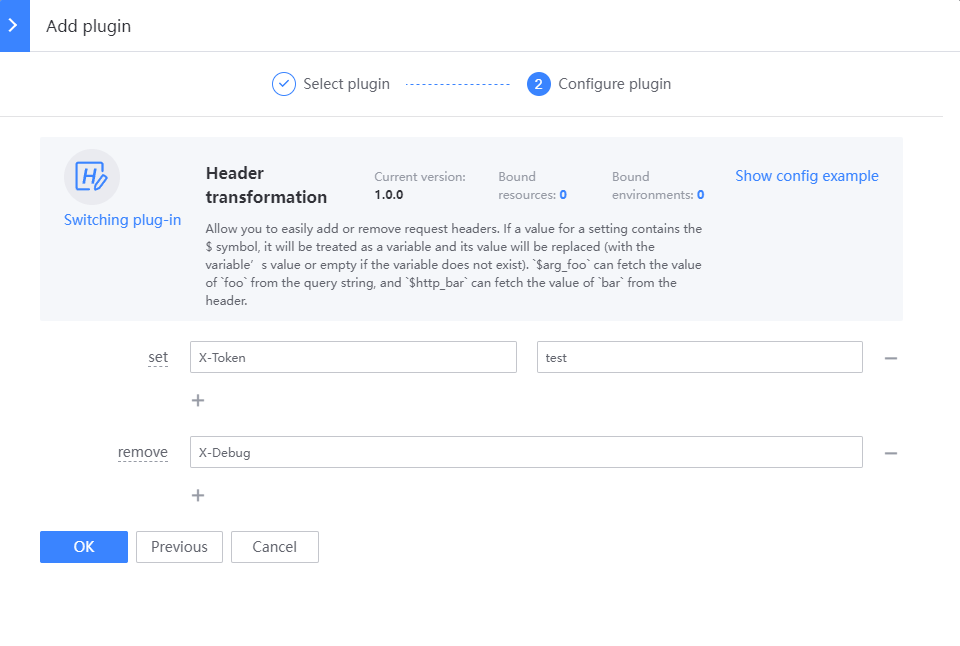 Add plugin
Select plugin
2 Configure plugin
Header
transformation
Current version:
1.0.0
Bound
resources: 0
Bound
environments: 0
Show config example
Switching plug-in
Allow you to easily add or remove request headers. If a value for a setting contains the
$ symbol, it will be treated as a variable and its value will be replaced (with the
variable’s value or empty if the variable does not exist). `$arg_foo` can fetch the value
of `foo` from the query string, and `$http_bar` can fetch the value of `bar` from the
header.
set
X-Token
test
remove
X-Debug
OK
Previous
Cancel